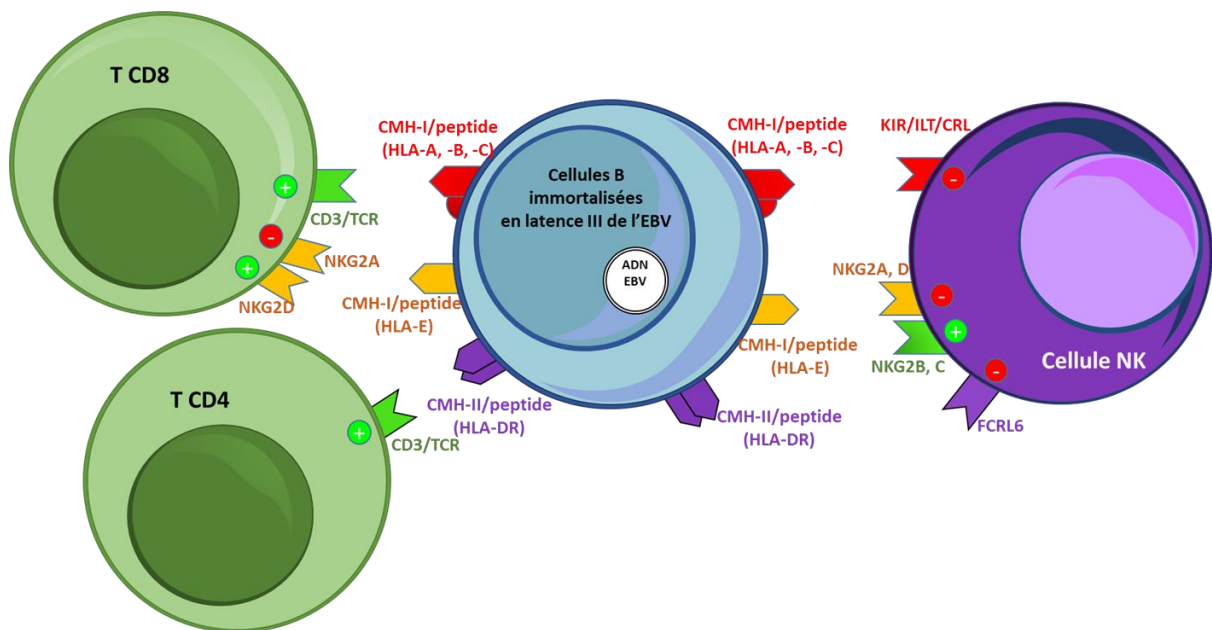 T CD8
CD3/TCR
-
+
+
NKG2A
NKG2D
T CD4
+
CD3/TCR
CMH-I/peptide
(HLA-A, -B, -C)
CMH-I/peptide
(HLA-E)
CMH-II/peptide
(HLA-DR)
Cellules B
immortalisées
en latence III de l'EBV
ADN
EBV
CMH-I/peptide
(HLA-A, -B, -C)
CMH-I/peptide
(HLA-E)
CMH-II/peptide
(HLA-DR)
KIR/ILT/CRL
-
NKG2A, D
-
+
NKG2B, C
-
FCRL6
Cellule NK